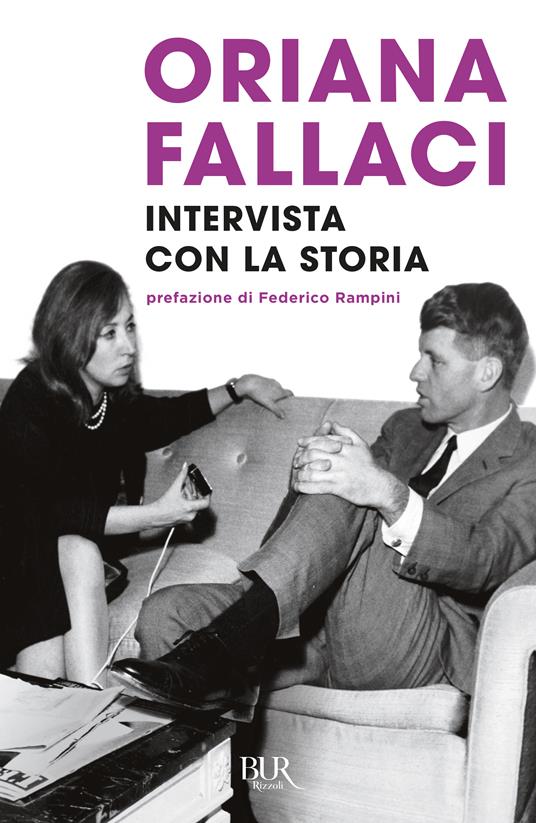 ORIANA
FALLACI
INTERVISTA
CON LA STORIA
prefazione di Federico Rampini
BUR
Rizzoli